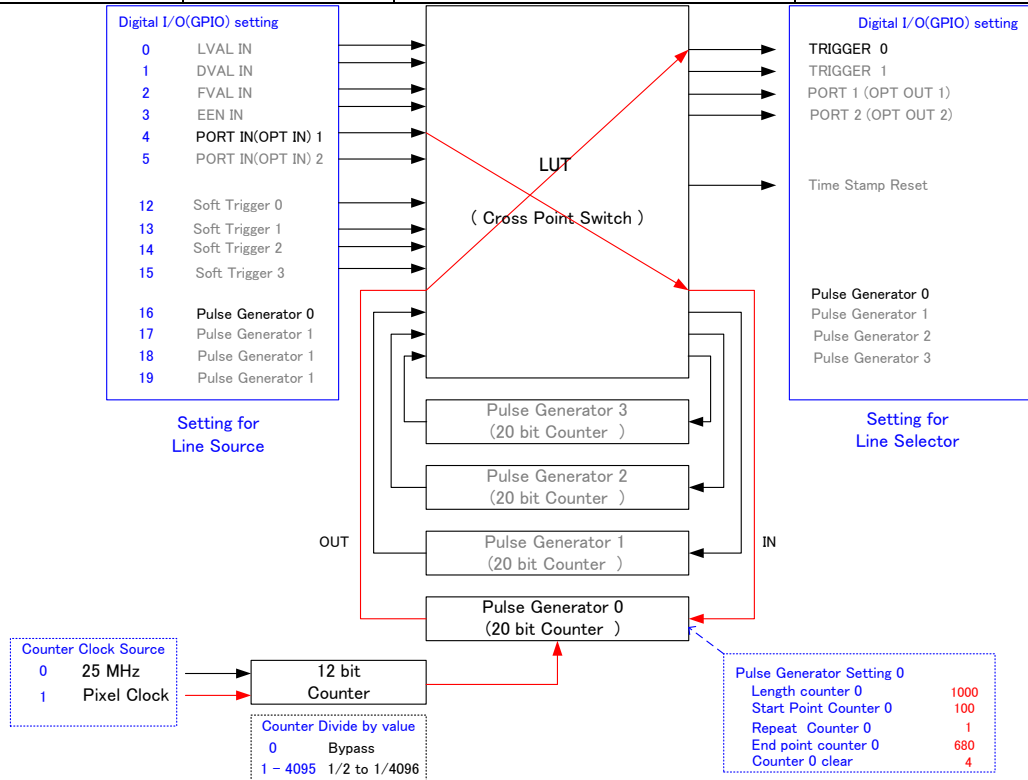 Digital I/O(GPIO) setting
0 LVAL IN
1 DVAL IN
2 FVAL IN
3 EEN IN
4 PORT IN(OPT IN) 1
5 PORT IN(OPT IN) 2
12 Soft Trigger 0
13 Soft Trigger 1
14 Soft Trigger 2
15 Soft Trigger 3
16 Pulse Generator 0
17 Pulse Generator 1
18 Pulse Generator 1
19 Pulse Generator 1
Setting for
Line Source
LUT
( Cross Point Switch )
Digital I/O(GPIO) setting
TRIGGER 0
TRIGGER 1
PORT 1 (OPT OUT 1)
PORT 2 (OPT OUT 2)
Time Stamp Reset
Pulse Generator 0
Pulse Generator 1
Pulse Generator 2
Pulse Generator 3
Setting for
Line Selector
Pulse Generator 3
(20 bit Counter )
Pulse Generator 2
(20 bit Counter )
OUT
Pulse Generator 1
(20 bit Counter )
IN
Pulse Generator 0
(20 bit Counter )
Counter Clock Source
0 25 MHz
1 Pixel Clock
12 bit
Counter
Counter Divide by value
0 Bypass
1 - 4095 1/2 to 1/4096
Pulse Generator Setting 0
Length counter 0 1000
Start Point Counter 0 100
Repeat Counter 0 1
End point counter 0 680
Counter 0 clear 4